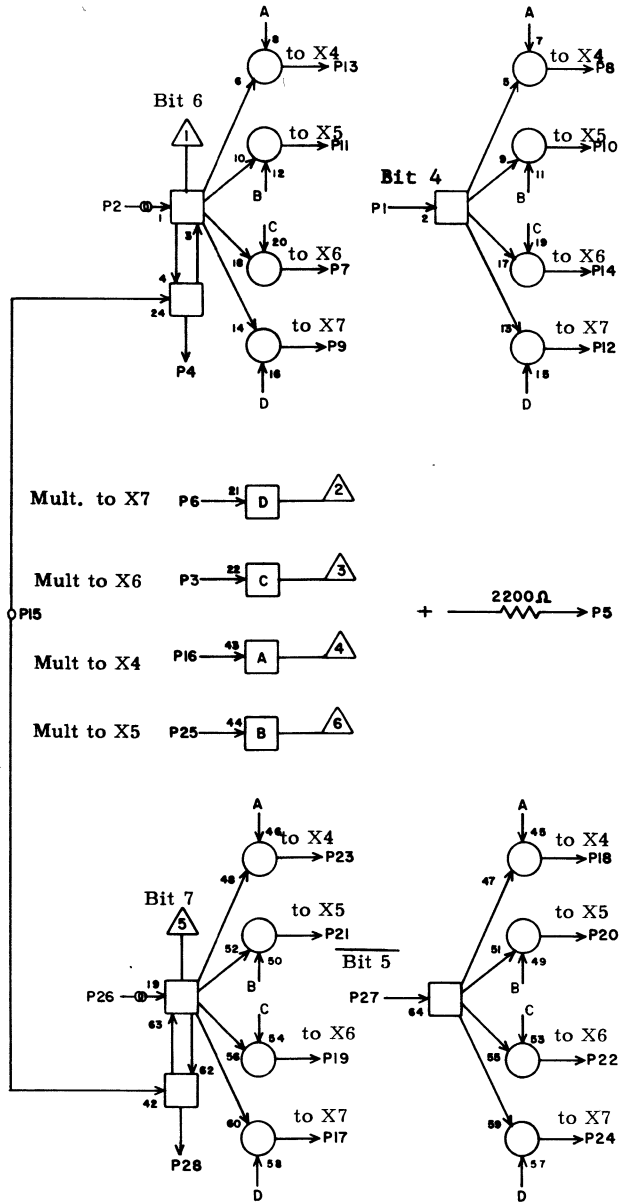 A A
8 7
to X4 to X4
6 P13 5 P8
Bit 6
1 to X5 to X5
10 P11 9 P10
12 11
B Bit 4 B
P2 1 P1 2
3 C C
20 19
4 18 to X6 17 to X6
P7 P14
24
14 to X7 13 to X7
P9 P12
P4 16 15
D D
Mult. to X7 P6 21 D 2
Mult to X6 P3 22 C 3
P15 + 2200Ω P5
Mult to X4 P16 43 A 4
Mult to X5 P25 44 B 6
A A
46 to X4 45 to X4
48 P23 47 P18
Bit 7
5 to X5 to X5
52 P21 51 P20
50 Bit 5 49
B B
P26 19 P27 64
63 C C
54 to X6 53 to X6
62 56 P19 55 P22
42
60 to X7 59 to X7
P17 P24
P28 58 57
D D